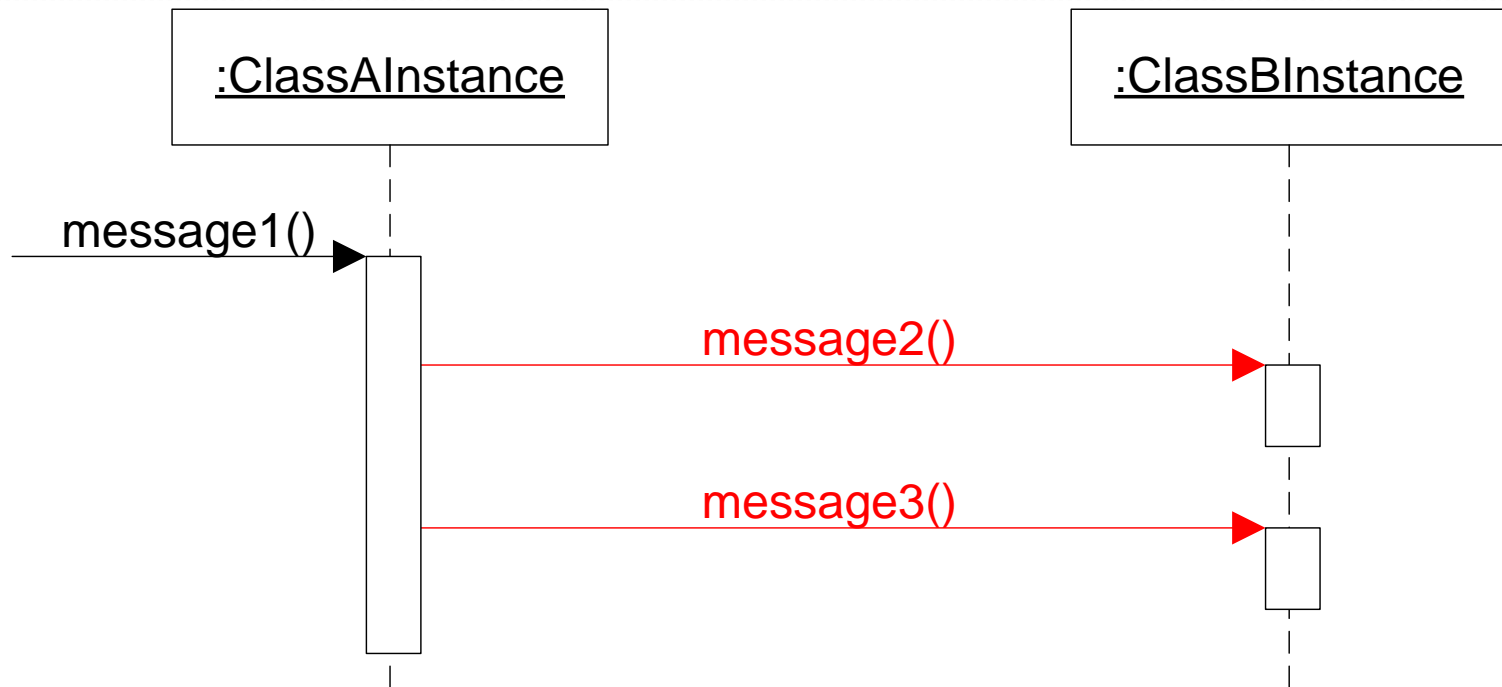 :ClassAInstance
:ClassBInstance
message1()
message2()
message3()